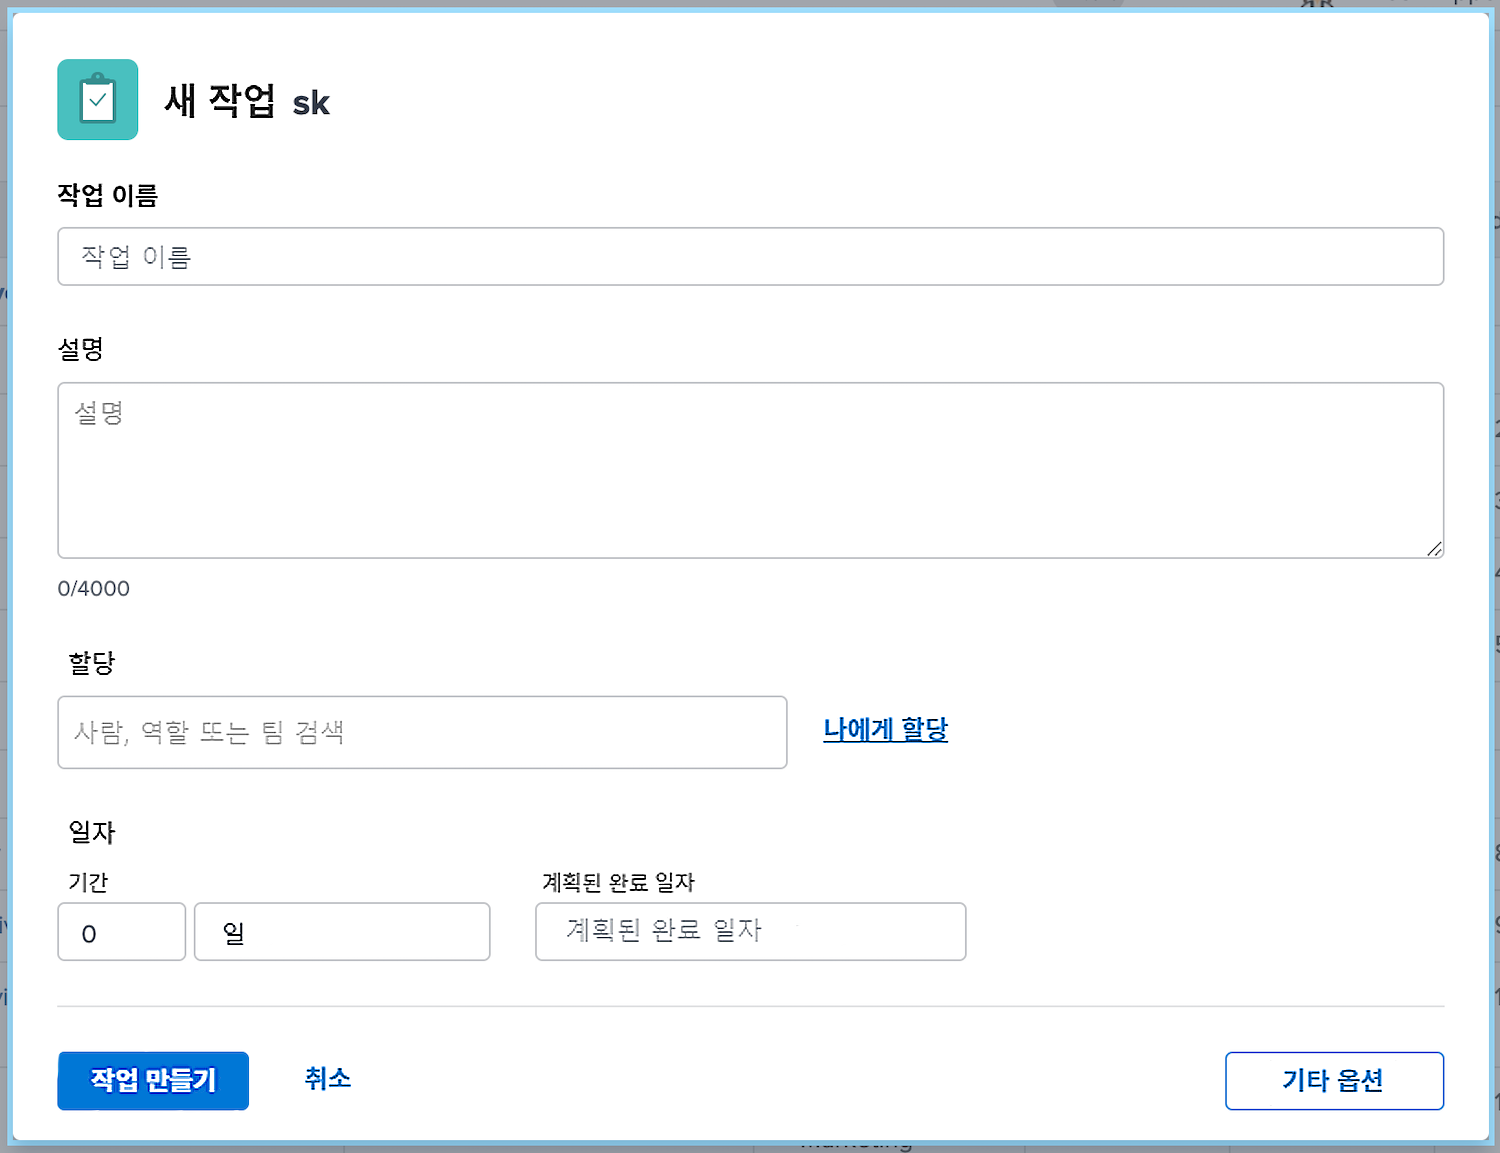 새 작업 sk
작업 이름
작업 이름
설명
설명
0/4000
할당
사람, 역할 또는 팀 검색
나에게 할당
일자
기간
계획된 완료 일자
0
일
계획된 완료 일자
작업 만들기
취소
기타 옵션